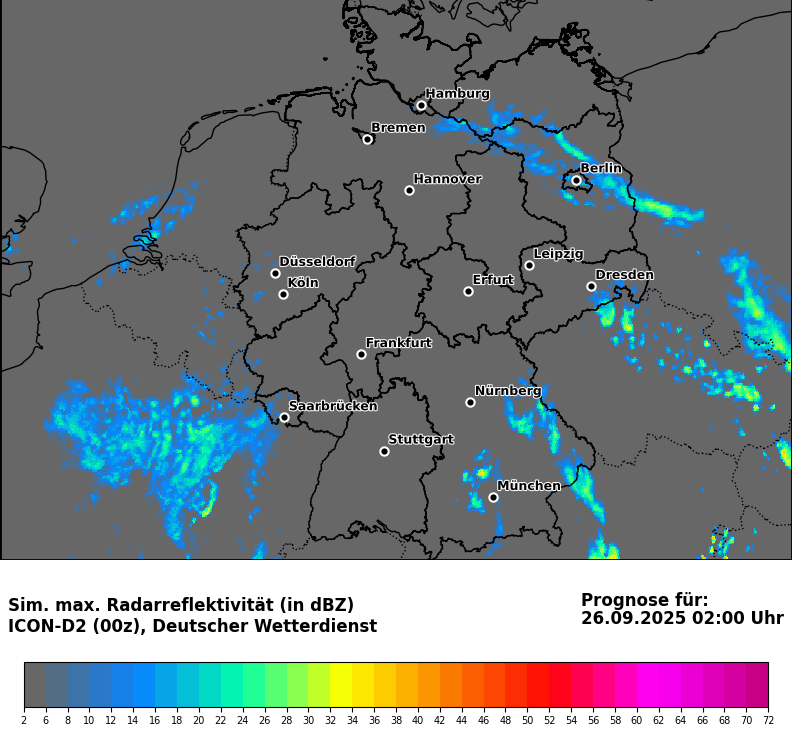 Hamburg
Bremen
Berlin
Hannover
Leipzig
Düsseldorf
Dresden
Köln
Erfurt
Frankfurt
Nürnberg
Saarbrücken
Stuttgart
München
Sim. max. Radarreflektivität (in dBZ)
ICON-D2 (00z), Deutscher Wetterdienst
Prognose für:
26.09.2025 02:00 Uhr
2 6 8 10 12 14 16 18 20 22 24 26 28 30 32 34 36 38 40 42 44 46 48 50 52 54 56 58 60 62 64 66 68 70 72